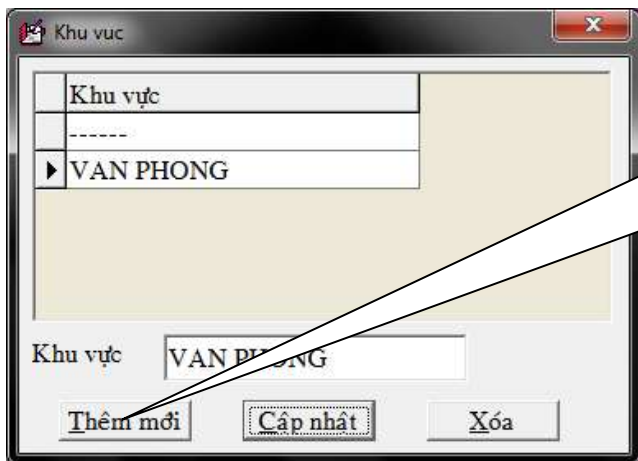 Khu vuc
Khu vực
------
VAN PHONG
Khu vực VAN PHONG
Thêm mới Cập nhật Xóa